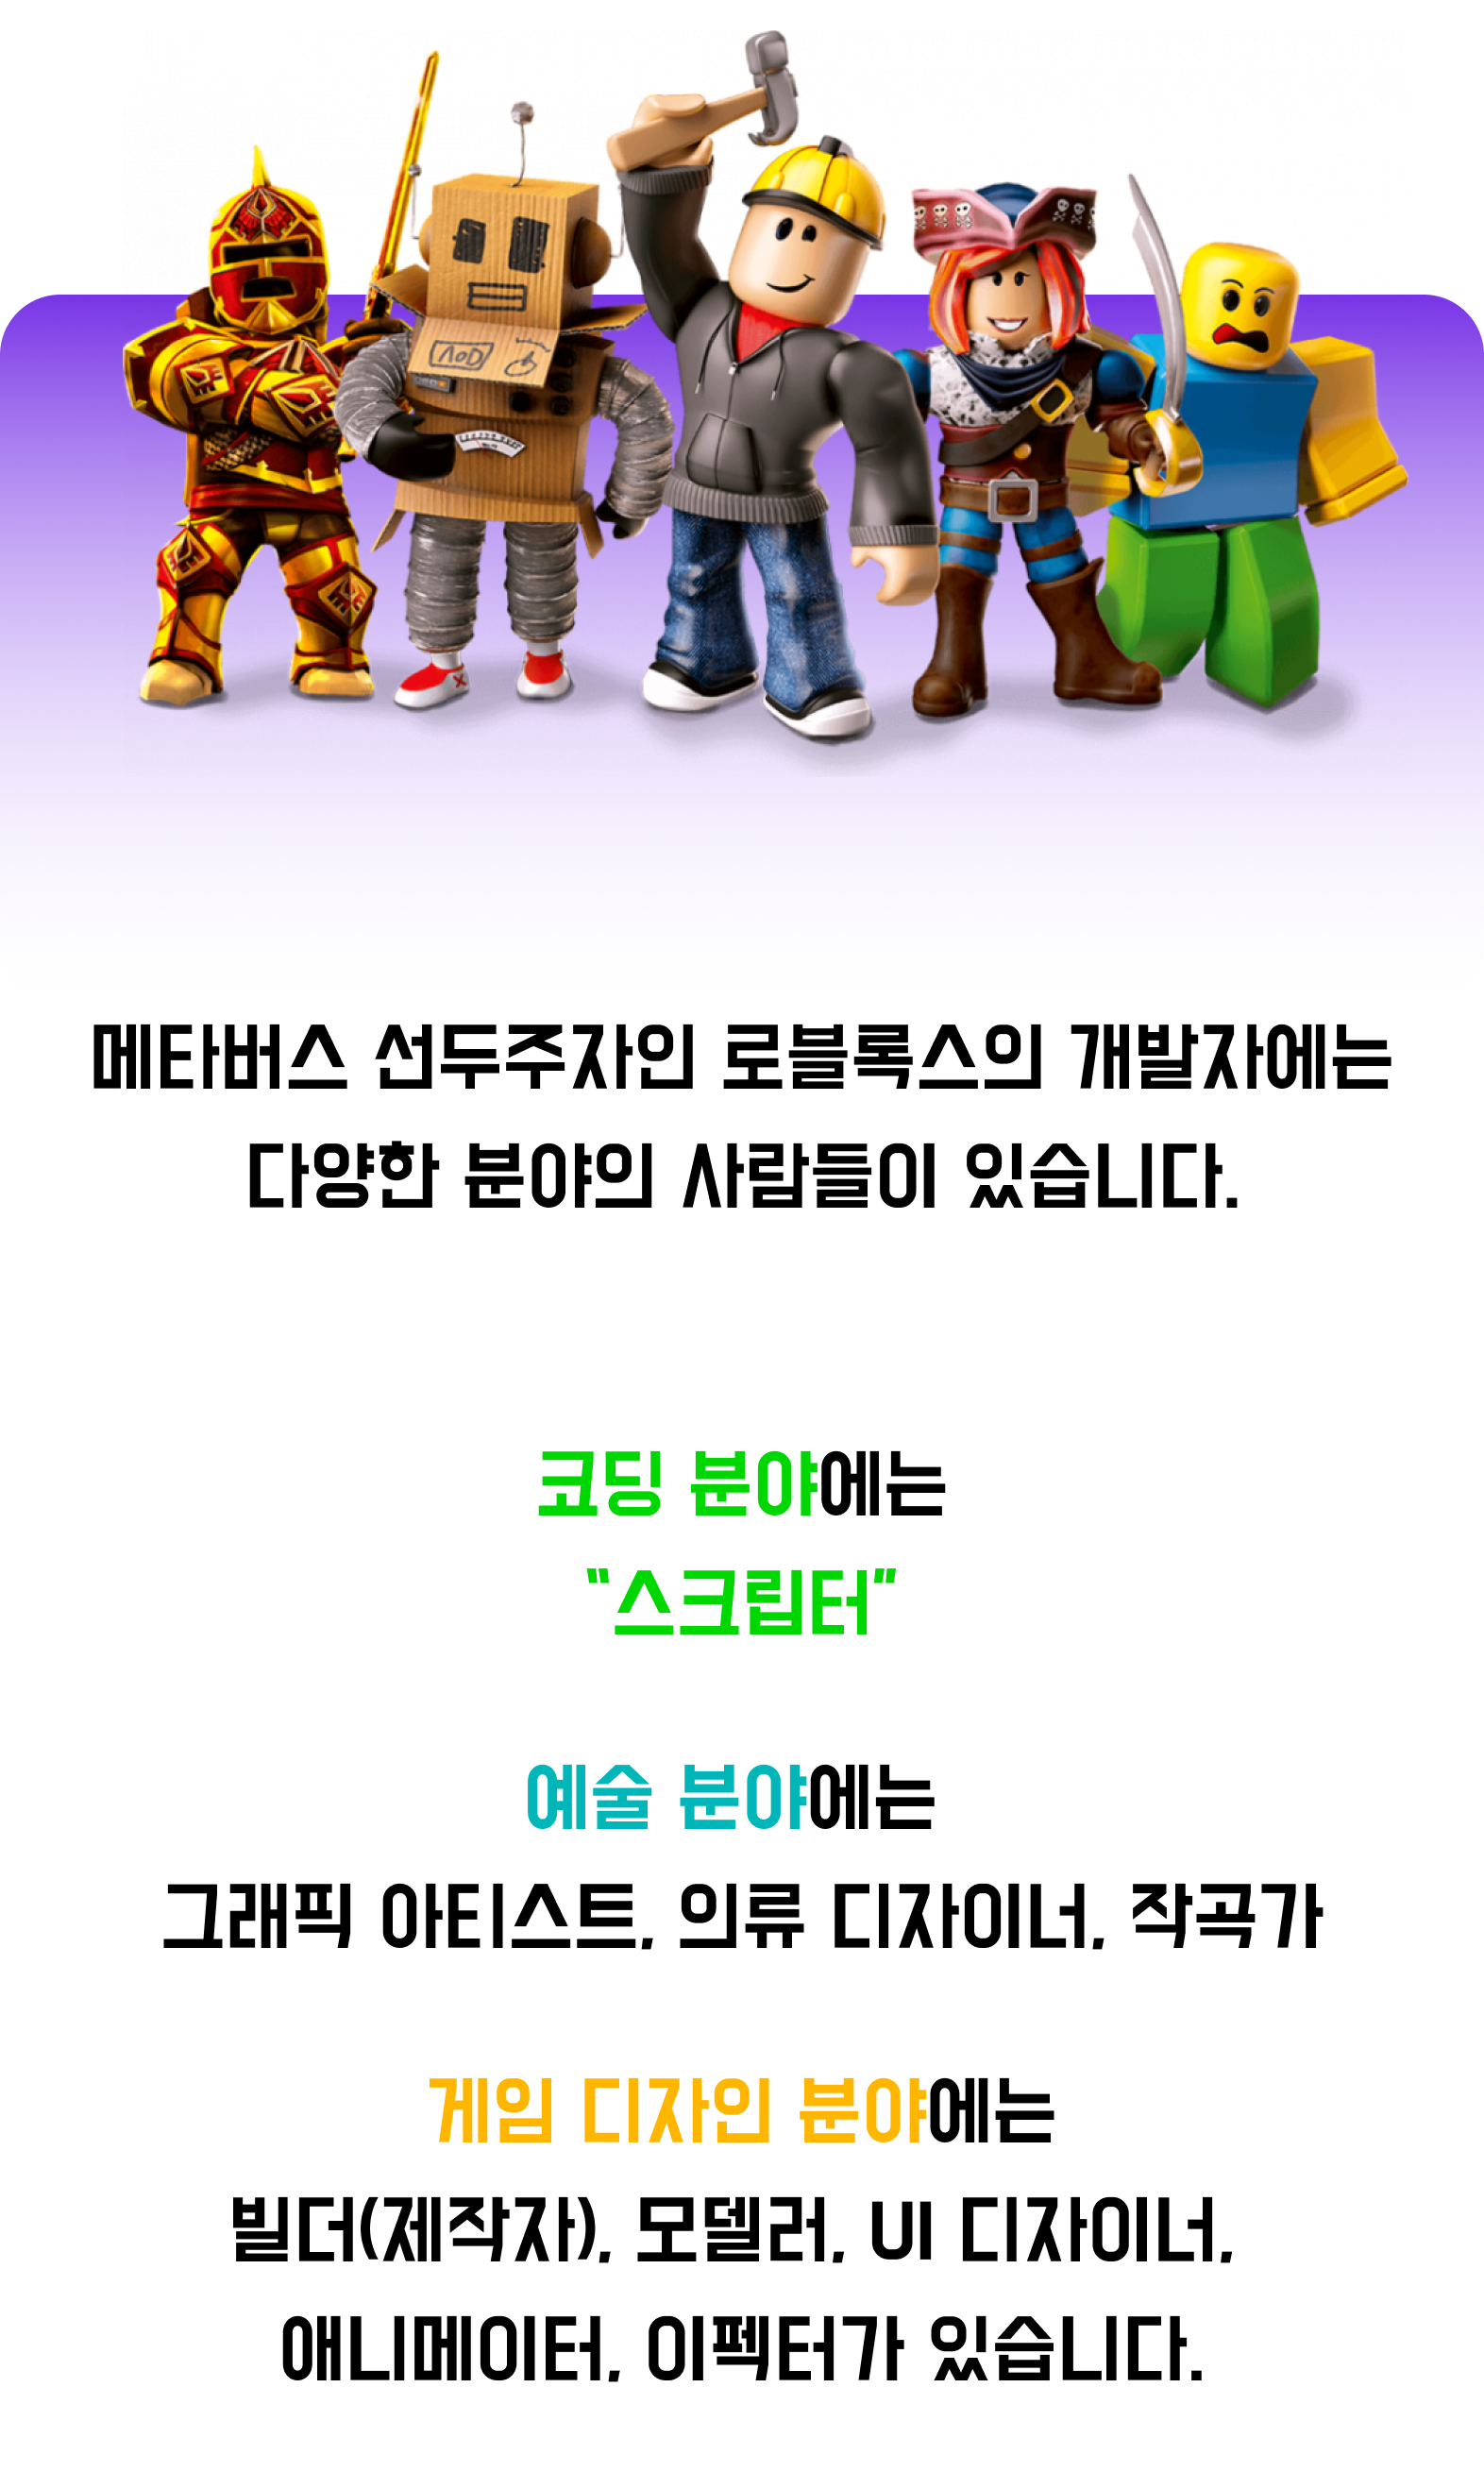 메타버스 선두주자인 로블록스의 개발자에는
다양한 분야의 사람들이 있습니다.
코딩 분야에는
"스크립터"
예술 분야에는
그래픽 아티스트, 의류 디자이너, 작곡가
게임 디자인 분야에는
빌더(제작자), 모델러, UI 디자이너,
애니메이터, 이펙터가 있습니다.